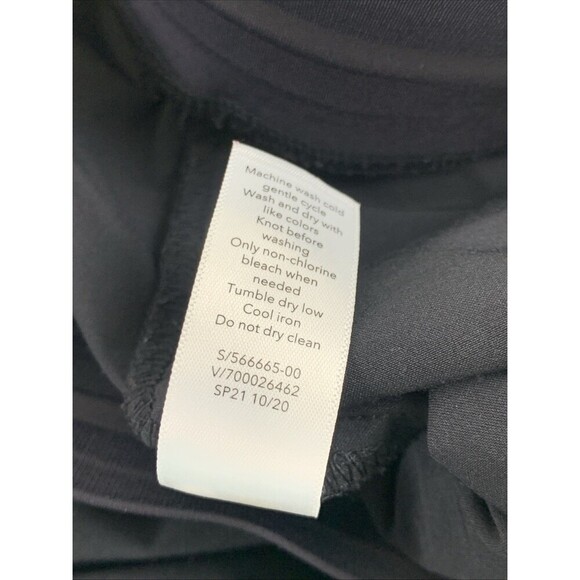 Machine wash cold
gentle cycle
Wash and dry with
like colors
Knot before
washing
Only non-chlorine
bleach when
needed
Tumble dry low
Cool iron
Do not dry clean
S/566665-00
V/700026462
SP21 10/20